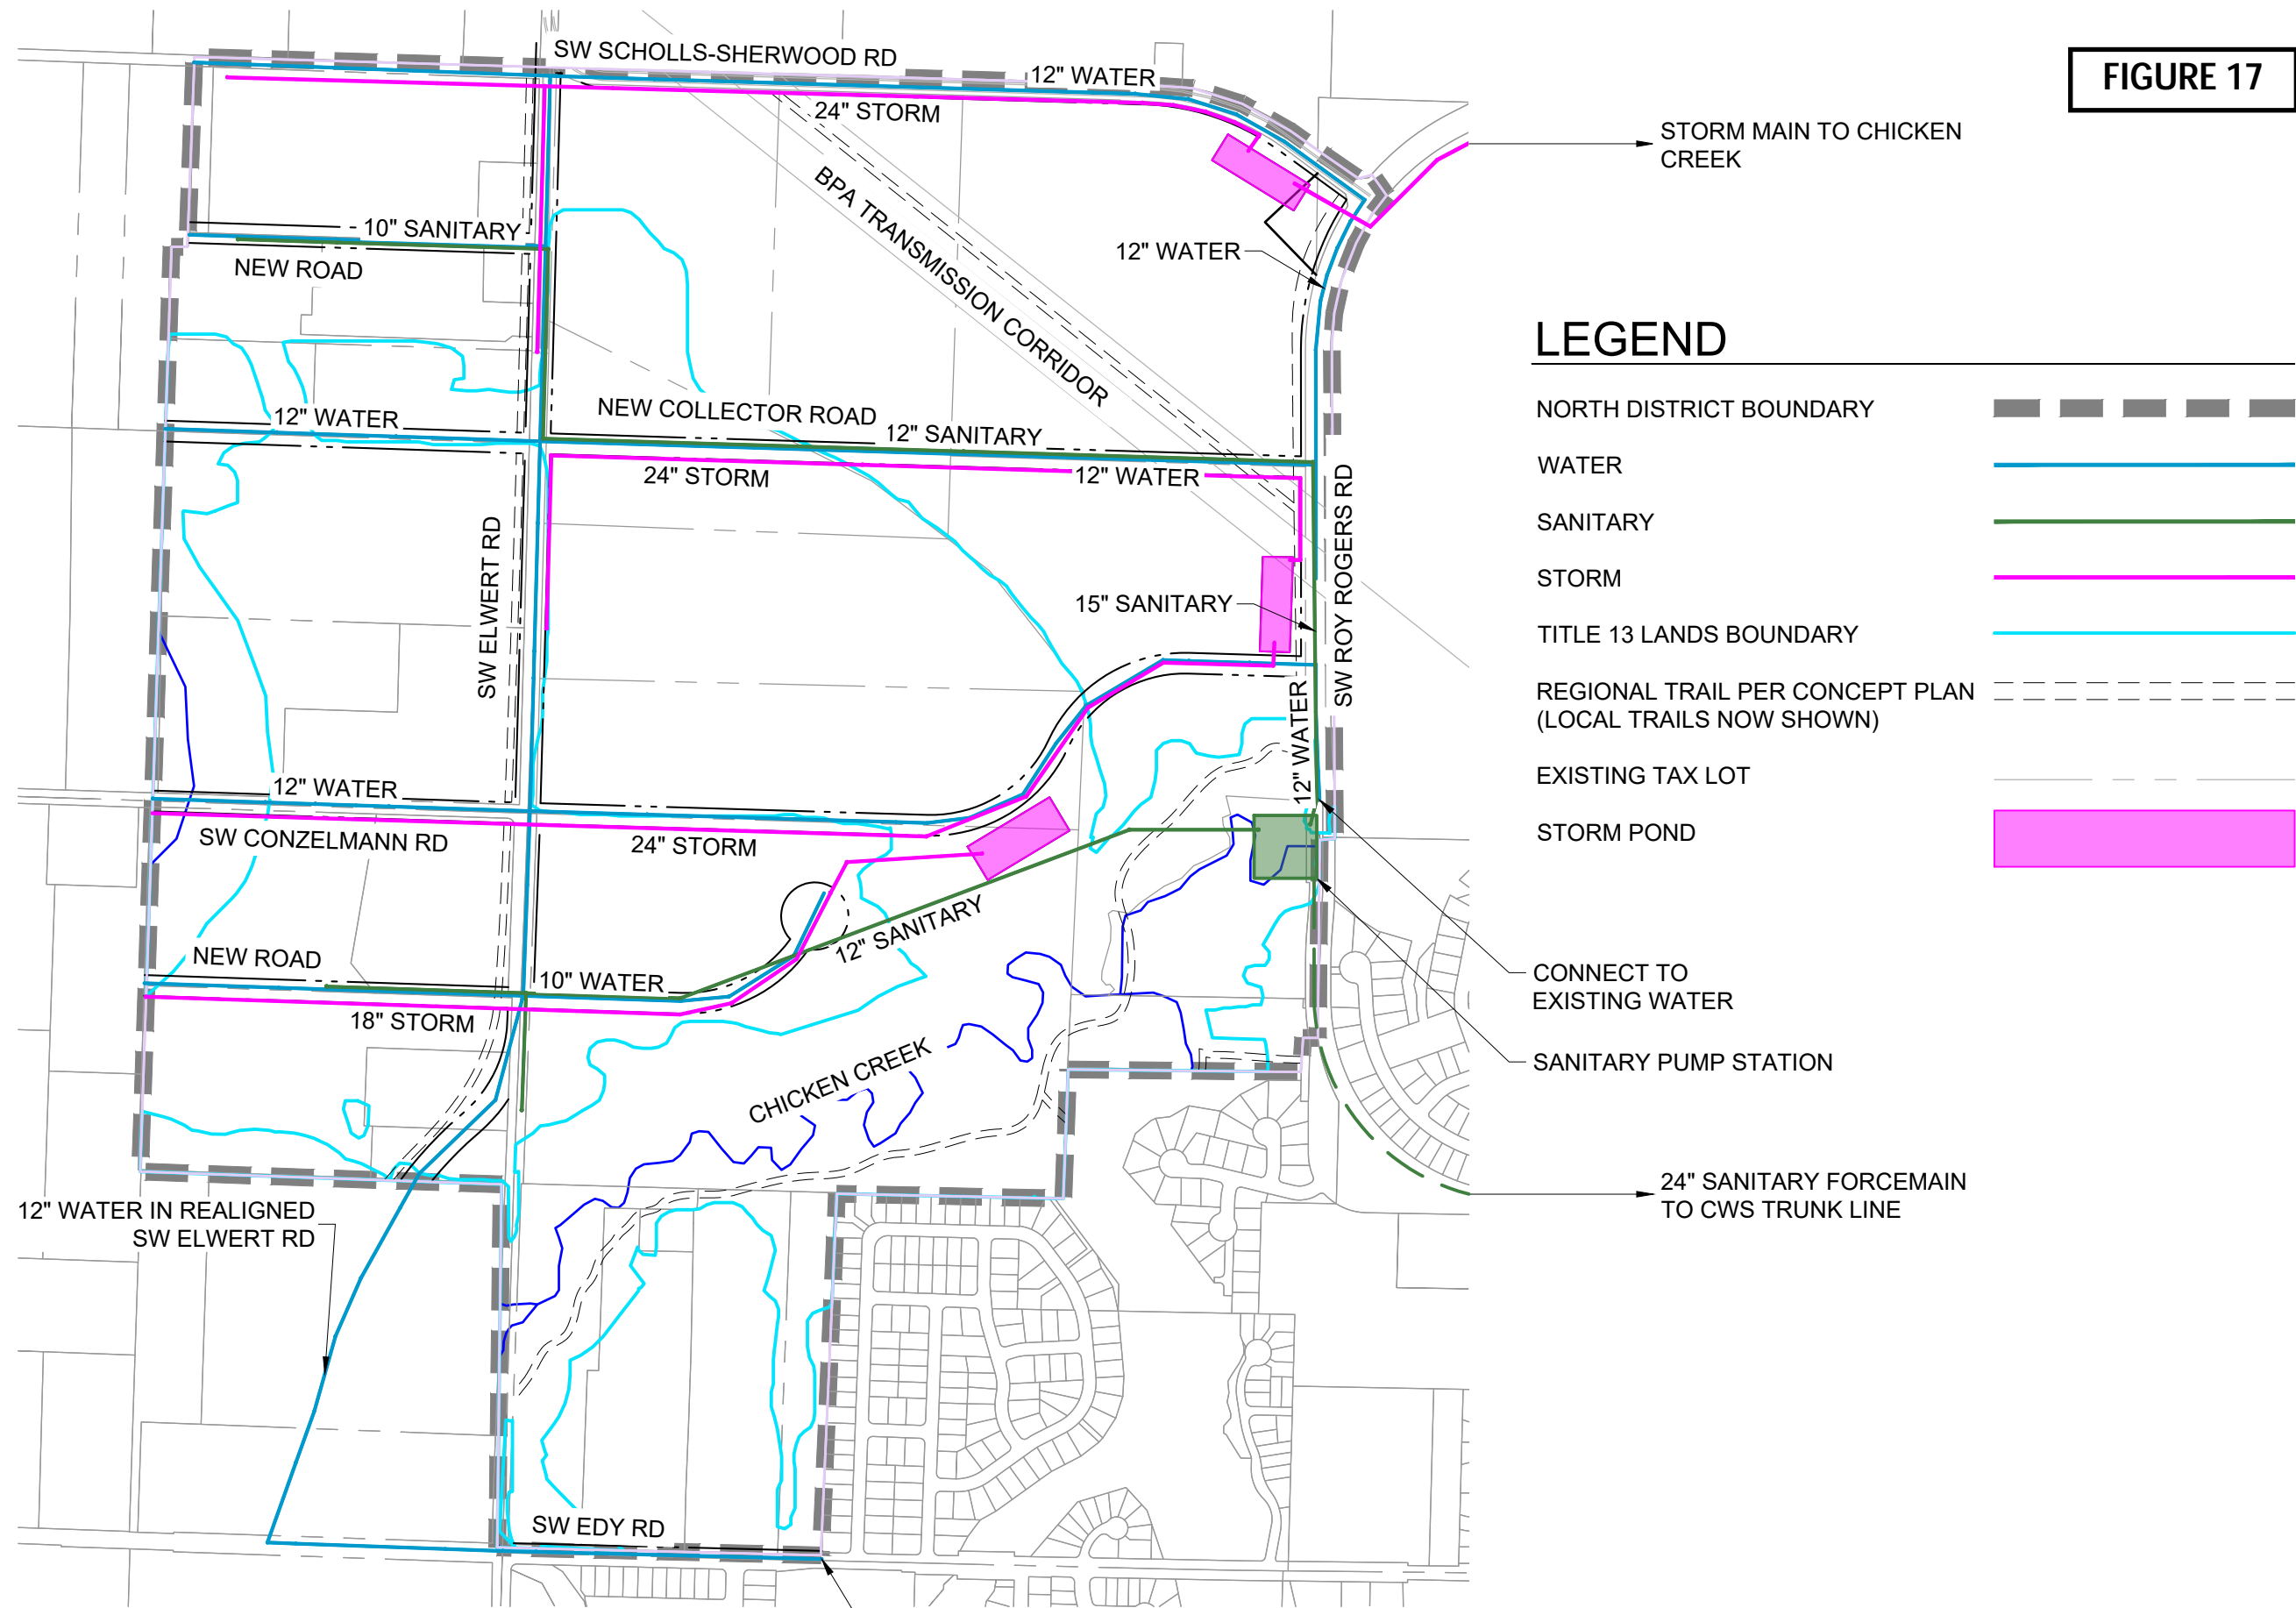 SW SCHOLLS-SHERWOOD RD
12" WATER
FIGURE 17
24" STORM
STORM MAIN TO CHICKEN
CREEK
BPA TRANSMISSION CORRIDOR
10" SANITARY
12" WATER
NEW ROAD
LEGEND
NORTH DISTRICT BOUNDARY
WATER
SANITARY
STORM
TITLE 13 LANDS BOUNDARY
REGIONAL TRAIL PER CONCEPT PLAN
(LOCAL TRAILS NOW SHOWN)
EXISTING TAX LOT
STORM POND
12" WATER
NEW COLLECTOR ROAD
12" SANITARY
24" STORM
12" WATER
SW ELWERT RD
SW ROY ROGERS RD
15" SANITARY
12" WATER
12" WATER
SW CONZELMANN RD
24" STORM
12" SANITARY
NEW ROAD
10" WATER
18" STORM
CONNECT TO
EXISTING WATER
SANITARY PUMP STATION
CHICKEN CREEK
24" SANITARY FORCEMAIN
TO CWS TRUNK LINE
12" WATER IN REALIGNED
SW ELWERT RD
SW EDY RD